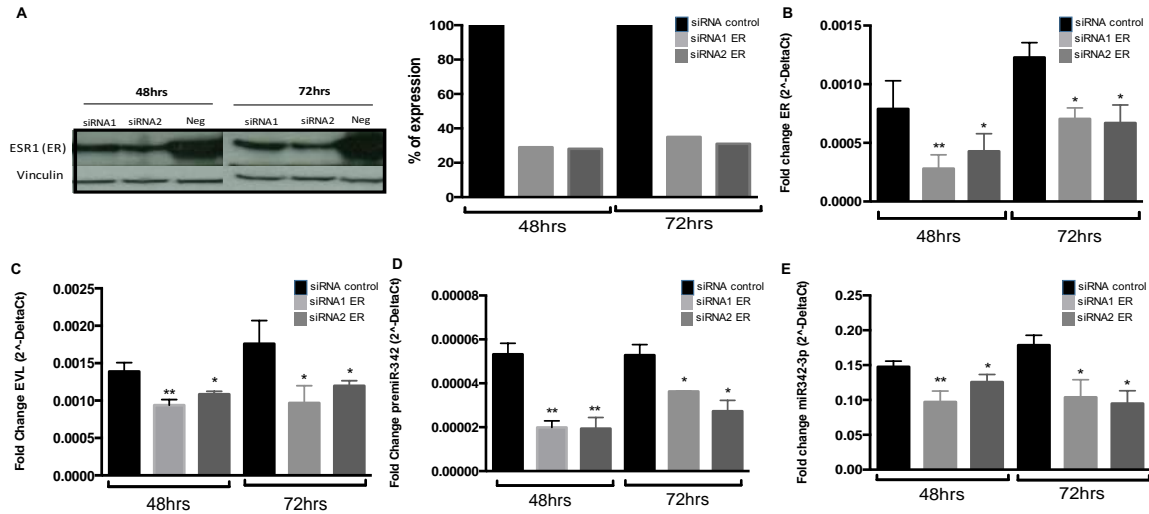 A
48hrs
72hrs
siRNA1 siRNA2 Neg siRNA1 siRNA2 Neg
ESR1 (ER)
Vinculin
% of expression
100
80
60
40
20
0
siRNA control
siRNA1 ER
siRNA2 ER
48hrs
72hrs
B
Fold change ER (2^-DeltaCt)
0.0015
0.0010
0.0005
0.0000
siRNA control
siRNA1 ER
siRNA2 ER
** * * *
48hrs
72hrs
C
Fold Change EVL (2^-DeltaCt)
0.0025
0.0020
0.0015
0.0010
0.0005
0.0000
siRNA control
siRNA1 ER
siRNA2 ER
** * * *
48hrs
72hrs
D
Fold Change premiR-342 (2^-DeltaCt)
0.00008
0.00006
0.00004
0.00002
0.00000
siRNA control
siRNA1 ER
siRNA2 ER
** ** * *
48hrs
72hrs
E
Fold Change miR342-3p (2^-DeltaCt)
0.25
0.20
0.15
0.10
0.05
0.00
siRNA control
siRNA1 ER
siRNA2 ER
** * * *
48hrs
72hrs